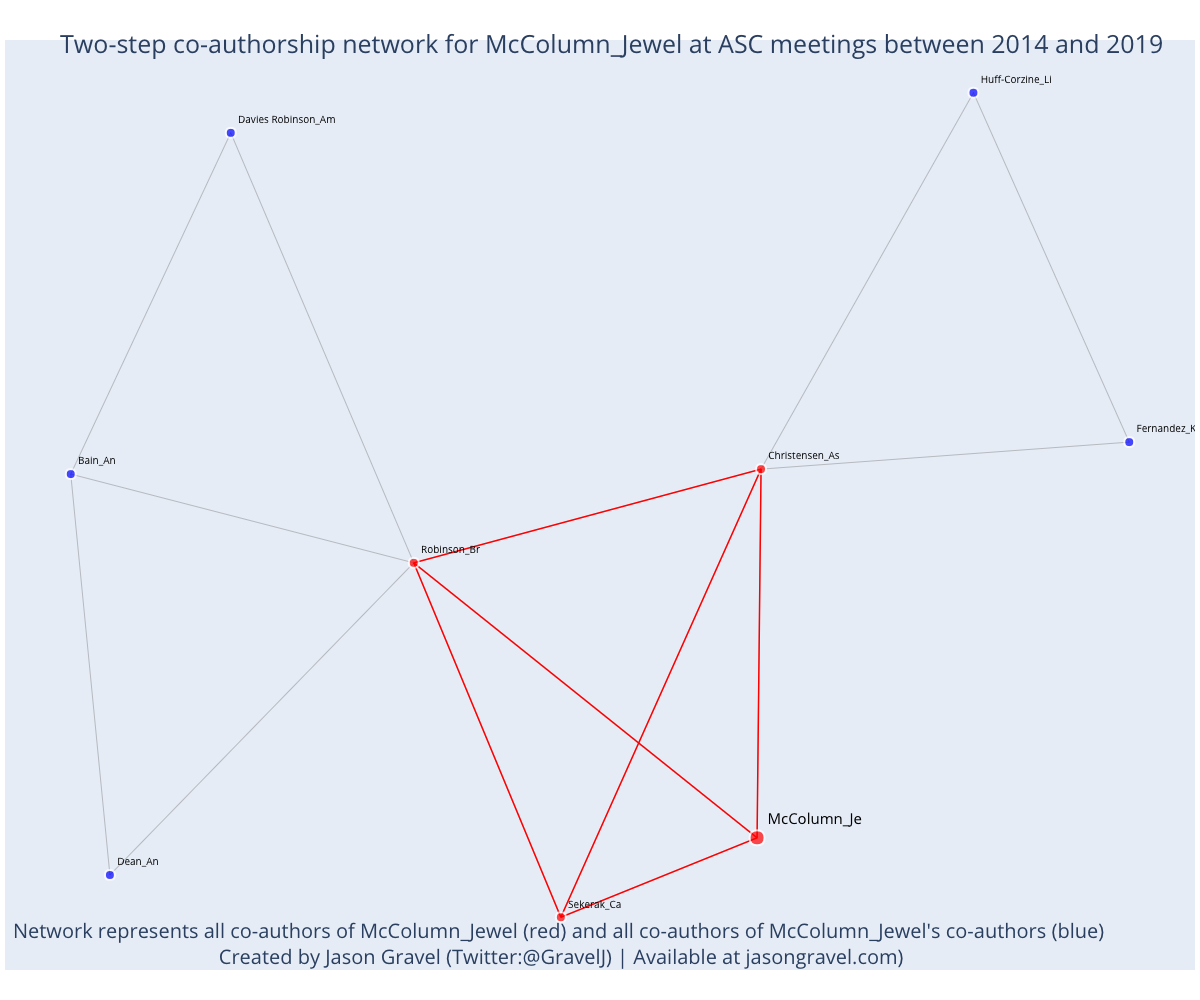 Two-step co-authorship network for McColumn_Jewel at ASC meetings between 2014 and 2019
Huff-Corzine_Li
Davies Robinson_Am
Fernandez_K
Christensen_As
Bain_An
Robinson_Br
McColumn_Je
Dean_An
Sekerak_Ca
Network represents all co-authors of McColumn_Jewel (red) and all co-authors of McColumn_Jewel's co-authors (blue)
Created by Jason Gravel (Twitter:@GravelJ) | Available at jasongravel.com)